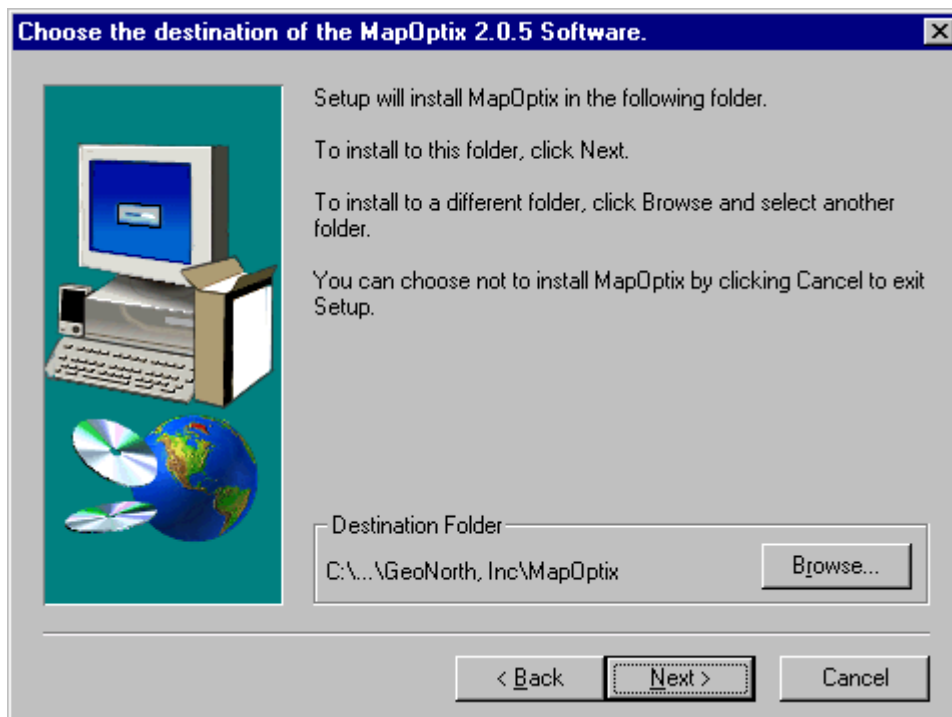 Choose the destination of the MapOptix 2.0.5 Software.
Setup will install MapOptix in the following folder.
To install to this folder, click Next.
To install to a different folder, click Browse and select another
folder.
You can choose not to install MapOptix by clicking Cancel to exit
Setup.
Destination Folder
C:\...\GeoNorth, Inc\MapOptix
Browse...
< Back
Next >
Cancel